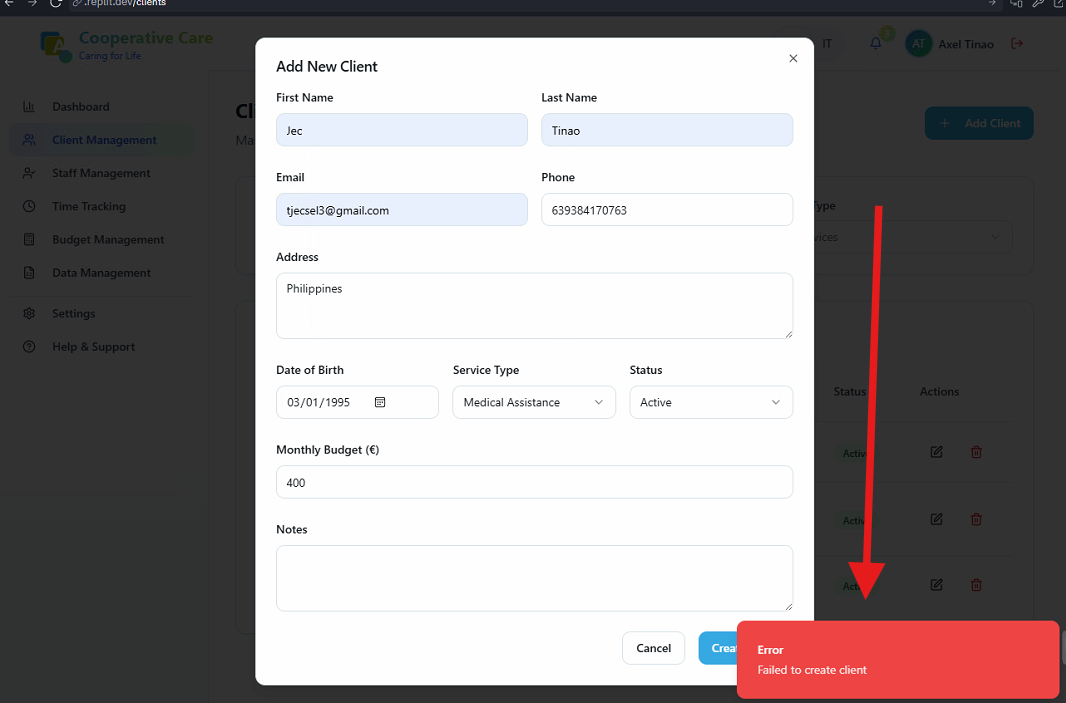 .replit.dev/clients
Cooperative Care
Caring for Life
IT
AT
Axel Tinao
Dashboard
Client Management
Staff Management
Time Tracking
Budget Management
Data Management
Settings
Help & Support
Cl
Ma
Add Client
Type
vices
Status
Actions
Active
Active
Add New Client
First Name
Last Name
Jec
Tinao
Email
Phone
tjecsel3@gmail.com
639384170763
Address
Philippines
Date of Birth
Service Type
Status
03/01/1995
Medical Assistance
Active
Monthly Budget (€)
400
Notes
Cancel
Creat
Error
Failed to create client